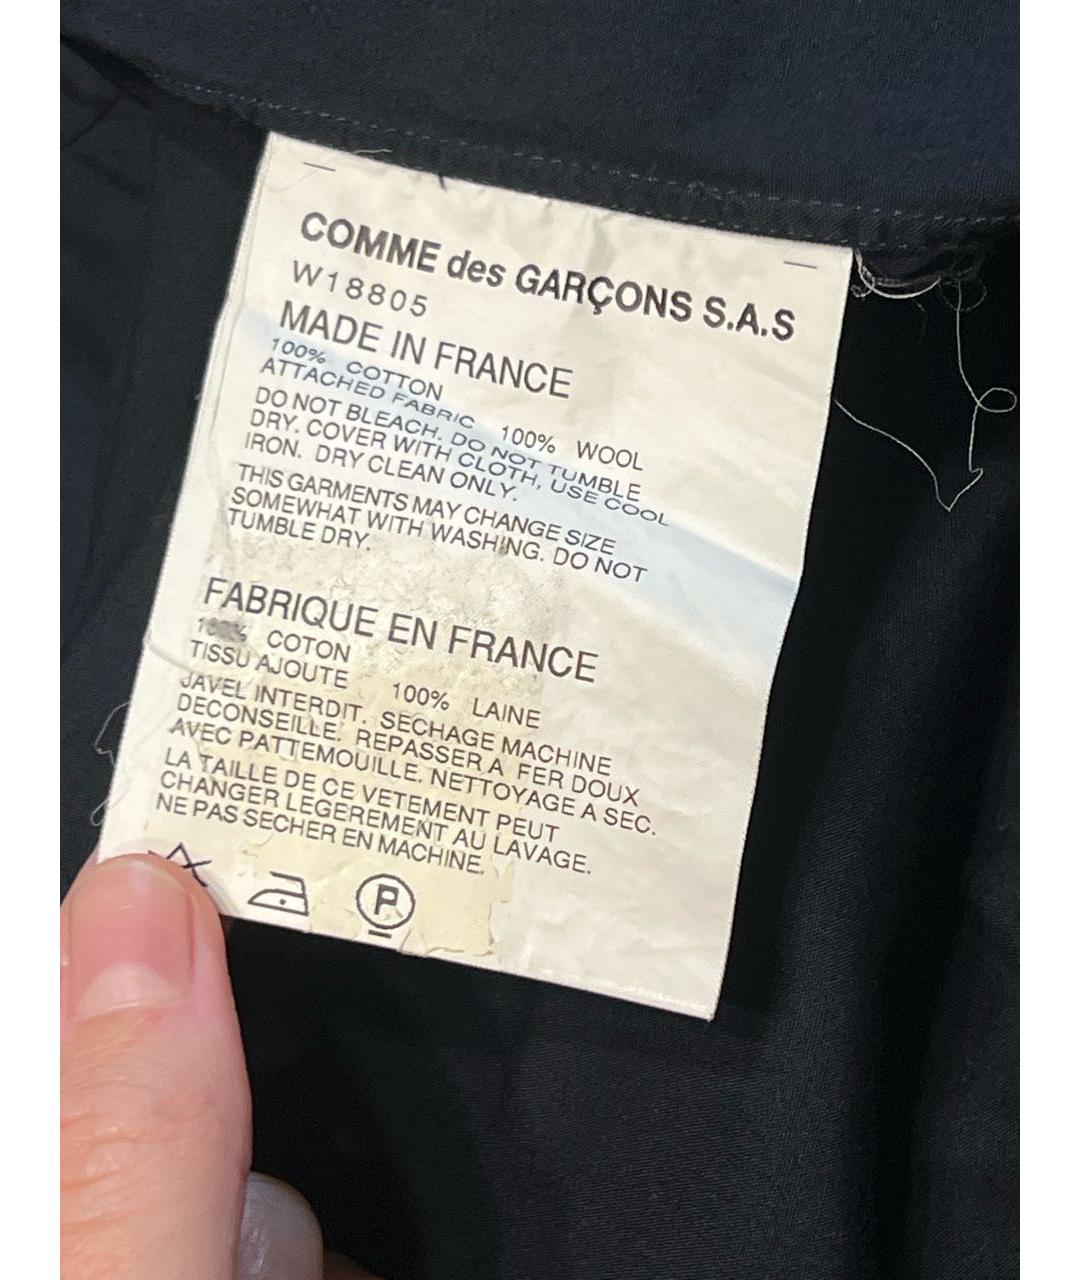 COMME des GARÇONS S.A.S
W18805
MADE IN FRANCE
100% COTTON
ATTACHED FABRIC 100% WOOL
DO NOT BLEACH. DO NOT TUMBLE
DRY. COVER WITH CLOTH, USE COOL
IRON. DRY CLEAN ONLY.
THIS GARMENTS MAY CHANGE SIZE
SOMEWHAT WITH WASHING. DO NOT
TUMBLE DRY.
FABRIQUE EN FRANCE
100% COTON
TISSU AJOUTE 100% LAINE
JAVEL INTERDIT. SECHAGE MACHINE
DECONSEILLE. REPASSER A FER DOUX
AVEC PATTEMOUILLE. NETTOYAGE A SEC.
LA TAILLE DE CE VETEMENT PEUT
CHANGER LEGEREMENT AU LAVAGE.
NE PAS SECHER EN MACHINE.
P